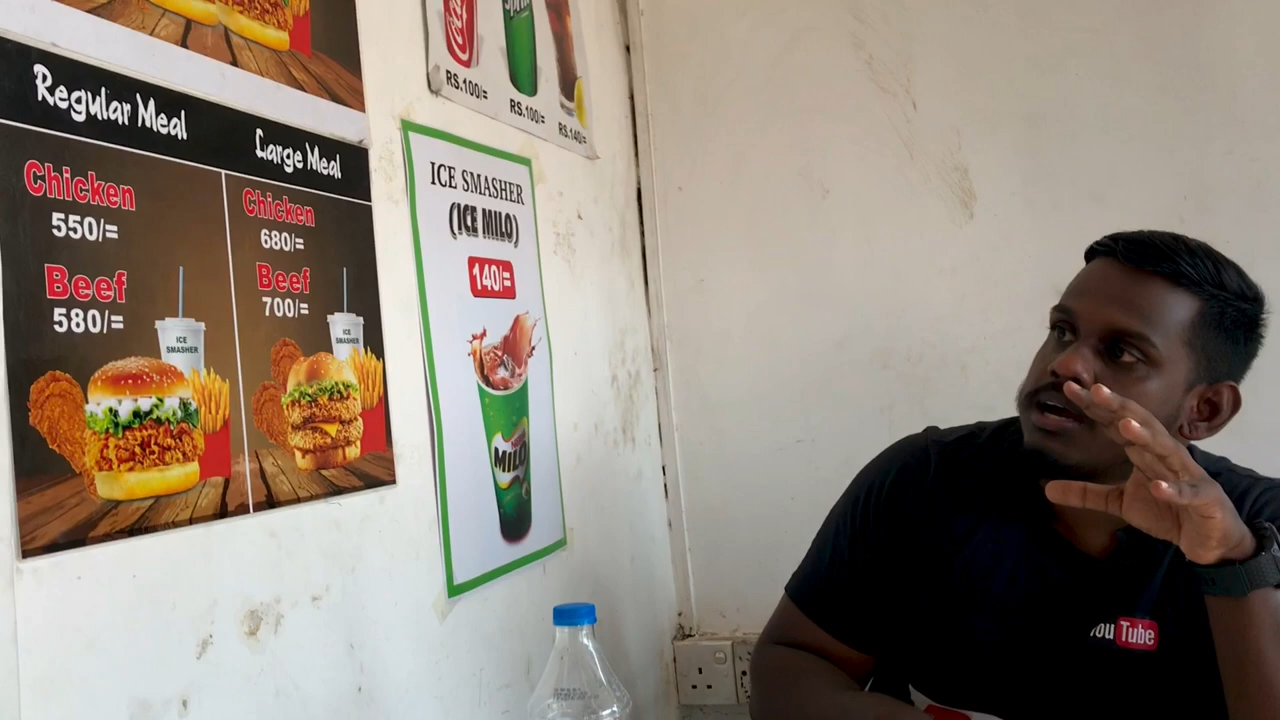 Regular Meal
Chicken
550/=
Beef
580/=
ICE
SMASHER
Large Meal
Chicken
680/=
Beef
700/=
ICE
SMASHER
RS.100/=
Sprite
RS.100/=
RS.140/=
ICE SMASHER
(ICE MILO)
140/=
MILO
YouTube